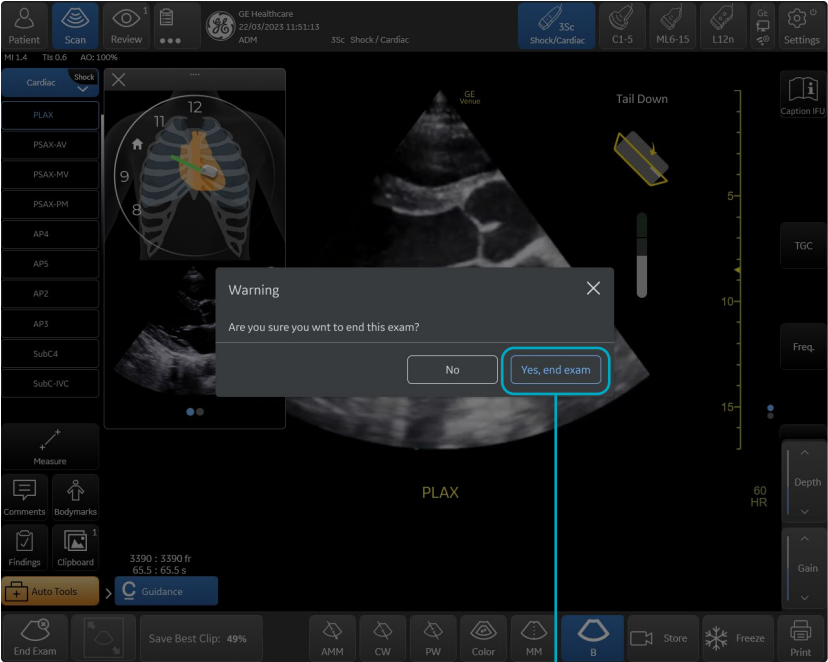 GE Healthcare
22/03/2023 11:51:13
ADM
3Sc Shock/Cardiac
Patient
Scan
1
Review
3Sc
Shock/Cardiac
C1-5
ML6-15
L12n
GE
Settings
MI 1.4 TIs 0.6 AO: 100%
Cardiac
Shock
PLAX
PSAX-AV
PSAX-MV
PSAX-PM
AP4
AP5
AP2
AP3
SubC4
SubC-IVC
12
11
9
8
GE
Venue
Tail Down
5
10
15
Caption IFU
TGC
Freq.
Warning
Are you sure you wnt to end this exam?
No
Yes, end exam
Measure
Comments
Bodymarks
Findings
1
Clipboard
PLAX
60
HR
Depth
Gain
3390 : 3390 fr
65.5 : 65.5 s
Auto Tools
C Guidance
End Exam
Save Best Clip: 49%
AMM
CW
PW
Color
MM
B
Store
Freeze
Print